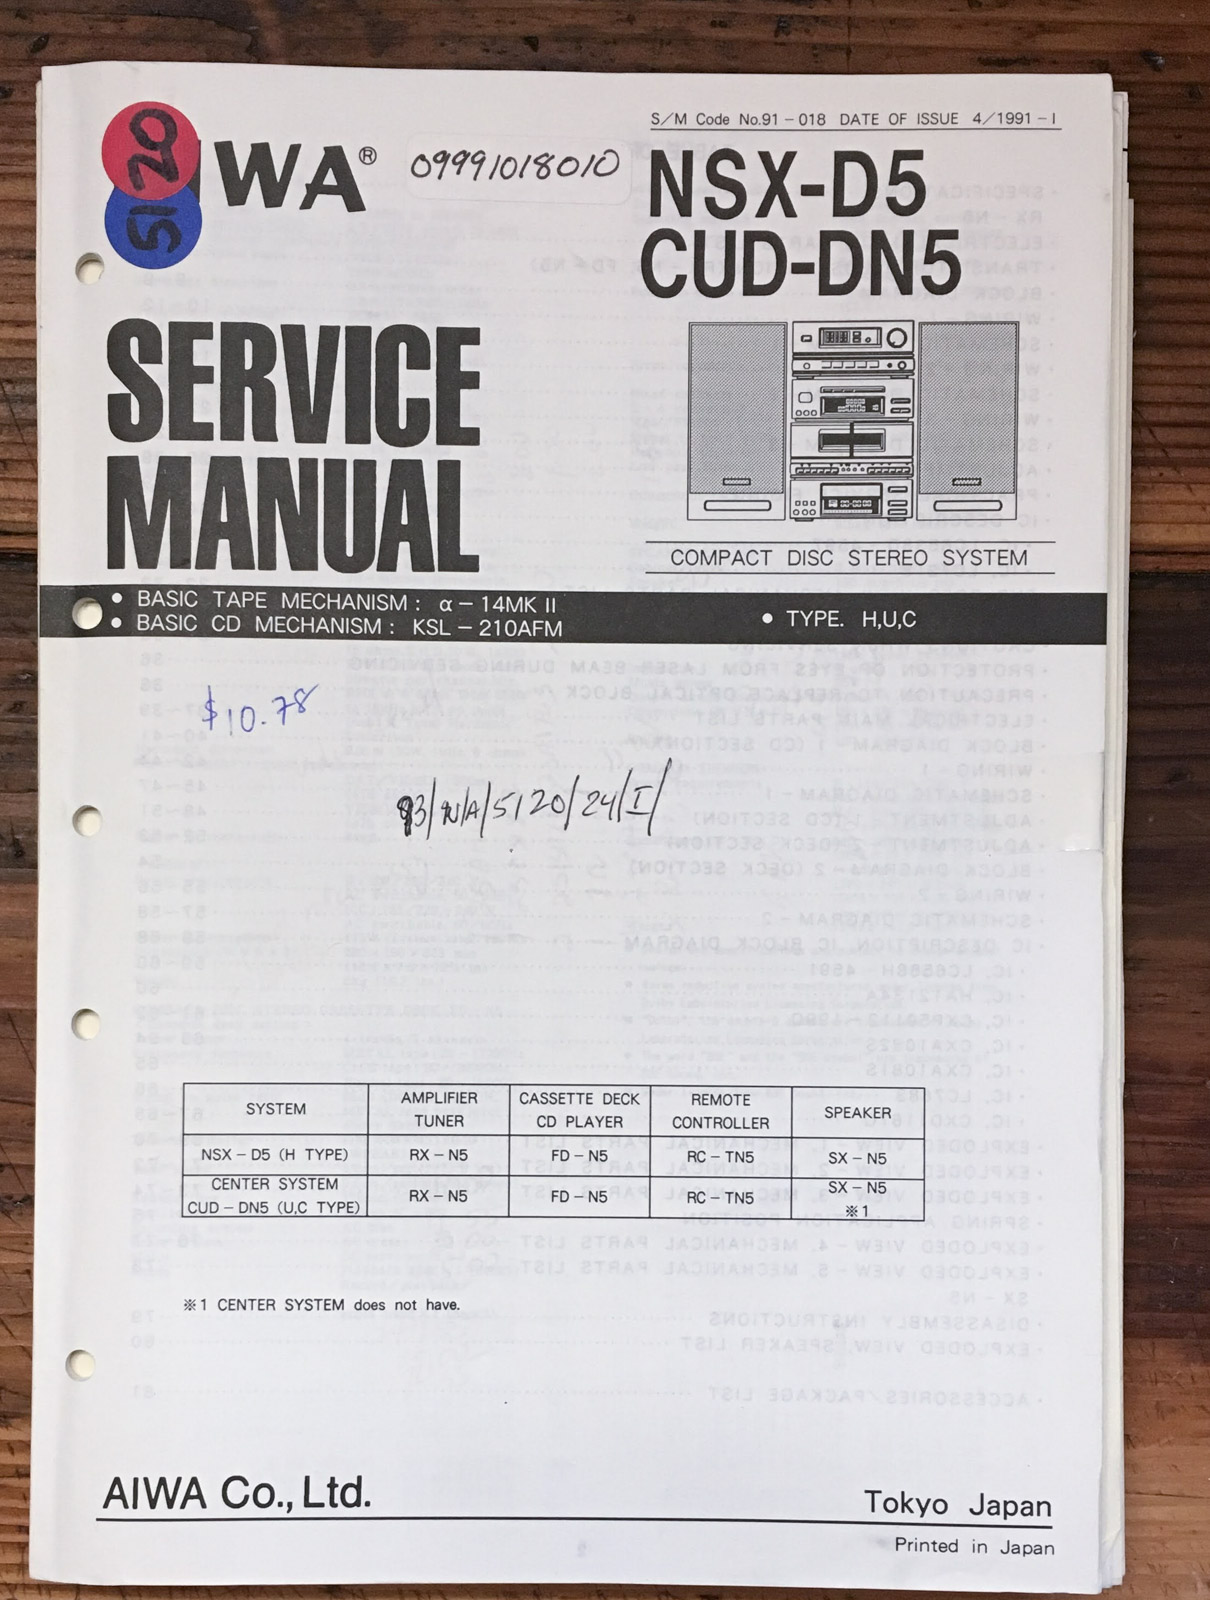 S/M Code No.91-018 DATE OF ISSUE 4/1991-I
20
5120
WA® 09991018010
NSX-D5
CUD-DN5
SERVICE
MANUAL
COMPACT DISC STEREO SYSTEM
• BASIC TAPE MECHANISM: α-14MK II
• BASIC CD MECHANISM: KSL-210AFM
• TYPE. H,U,C
$10.78
93/N/A/5120/24/I/
SYSTEM AMPLIFIER TUNER CASSETTE DECK CD PLAYER REMOTE CONTROLLER SPEAKER
NSX-D5 (H TYPE) RX-N5 FD-N5 RC-TN5 SX-N5
CENTER SYSTEM CUD-DN5 (U,C TYPE) RX-N5 FD-N5 RC-TN5 SX-N5 ※1
※1 CENTER SYSTEM does not have.
AIWA Co., Ltd.
Tokyo Japan
Printed in Japan